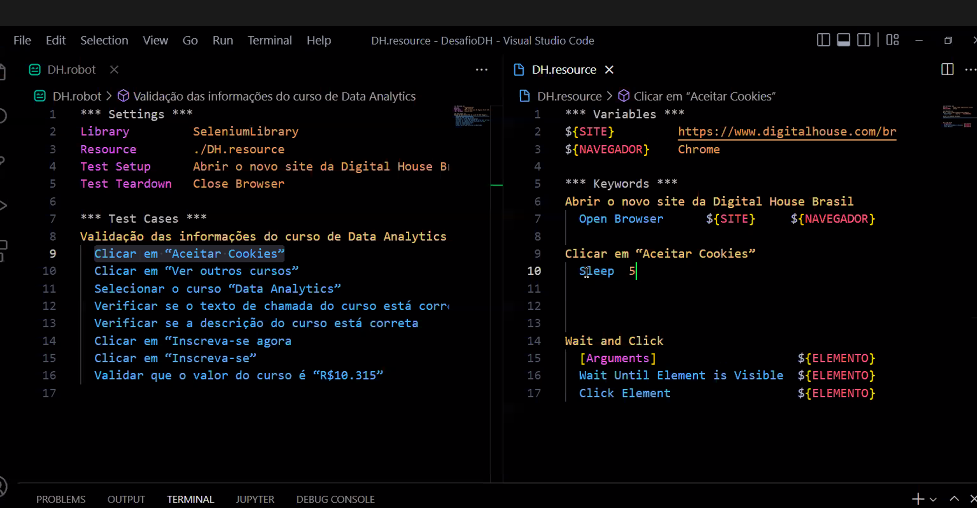 File Edit Selection View Go Run Terminal Help DH.resource - DesafioDH - Visual Studio Code
DH.robot
DH.robot > Validação das informações do curso de Data Analytics
1 *** Settings ***
2 Library SeleniumLibrary
3 Resource ./DH.resource
4 Test Setup Abrir o novo site da Digital House Br
5 Test Teardown Close Browser
6
7 *** Test Cases ***
8 Validação das informações do curso de Data Analytics
9 Clicar em “Aceitar Cookies”
10 Clicar em “Ver outros cursos”
11 Selecionar o curso “Data Analytics”
12 Verificar se o texto de chamada do curso está corre
13 Verificar se a descrição do curso está correta
14 Clicar em “Inscreva-se agora
15 Clicar em “Inscreva-se”
16 Validar que o valor do curso é “R$10.315”
17
DH.resource
DH.resource > Clicar em “Aceitar Cookies”
1 *** Variables ***
2 ${SITE} https://www.digitalhouse.com/br
3 ${NAVEGADOR} Chrome
4
5 *** Keywords ***
6 Abrir o novo site da Digital House Brasil
7 Open Browser ${SITE} ${NAVEGADOR}
8
9 Clicar em “Aceitar Cookies”
10 Sleep 5
11
12
13
14 Wait and Click
15 [Arguments] ${ELEMENTO}
16 Wait Until Element is Visible ${ELEMENTO}
17 Click Element ${ELEMENTO}
PROBLEMS OUTPUT TERMINAL JUPYTER DEBUG CONSOLE